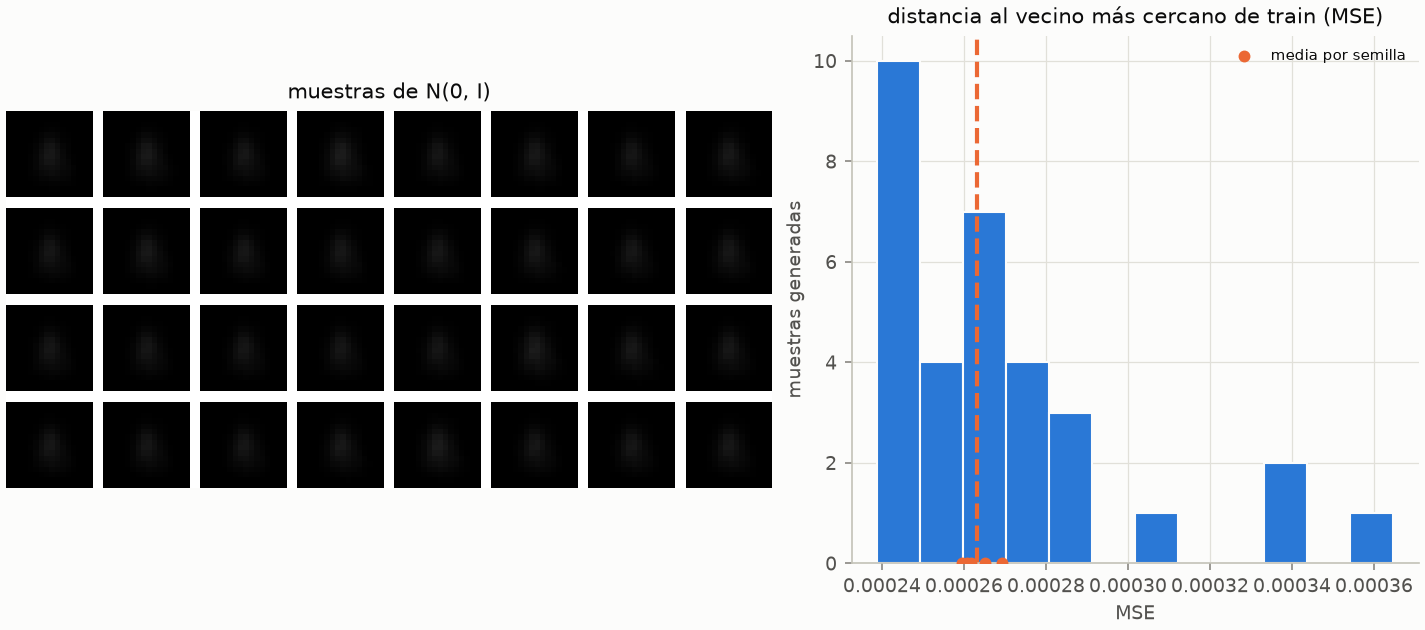 muestras de N(0, I)
distancia al vecino más cercano de train (MSE)
media por semilla
muestras generadas
10
8
6
4
2
0
0.00024 0.00026 0.00028 0.00030 0.00032 0.00034 0.00036
MSE